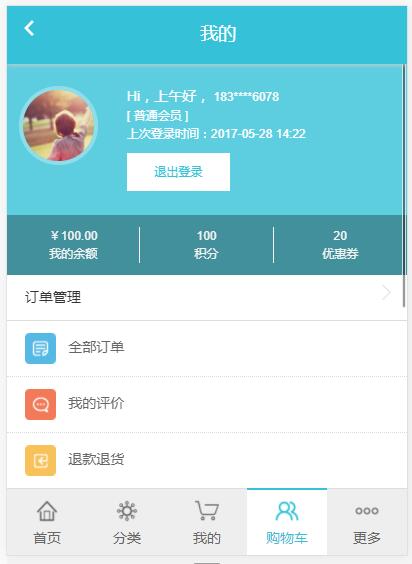 我的
Hi，上午好， 183****6078
[ 普通会员 ]
上次登录时间：2017-05-28 14:22
退出登录
￥100.00
我的余额
100
积分
20
优惠券
订单管理
全部订单
我的评价
退款退货
首页
分类
我的
购物车
更多